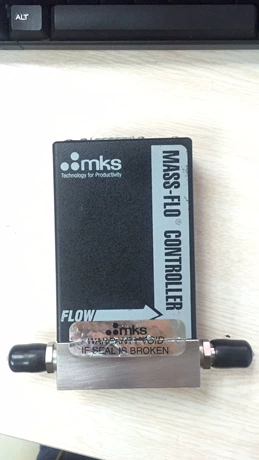 ALT
mks
Technology for Productivity
MASS-FLO® CONTROLLER
FLOW
mks
WARRANTY VOID
IF SEAL IS BROKEN